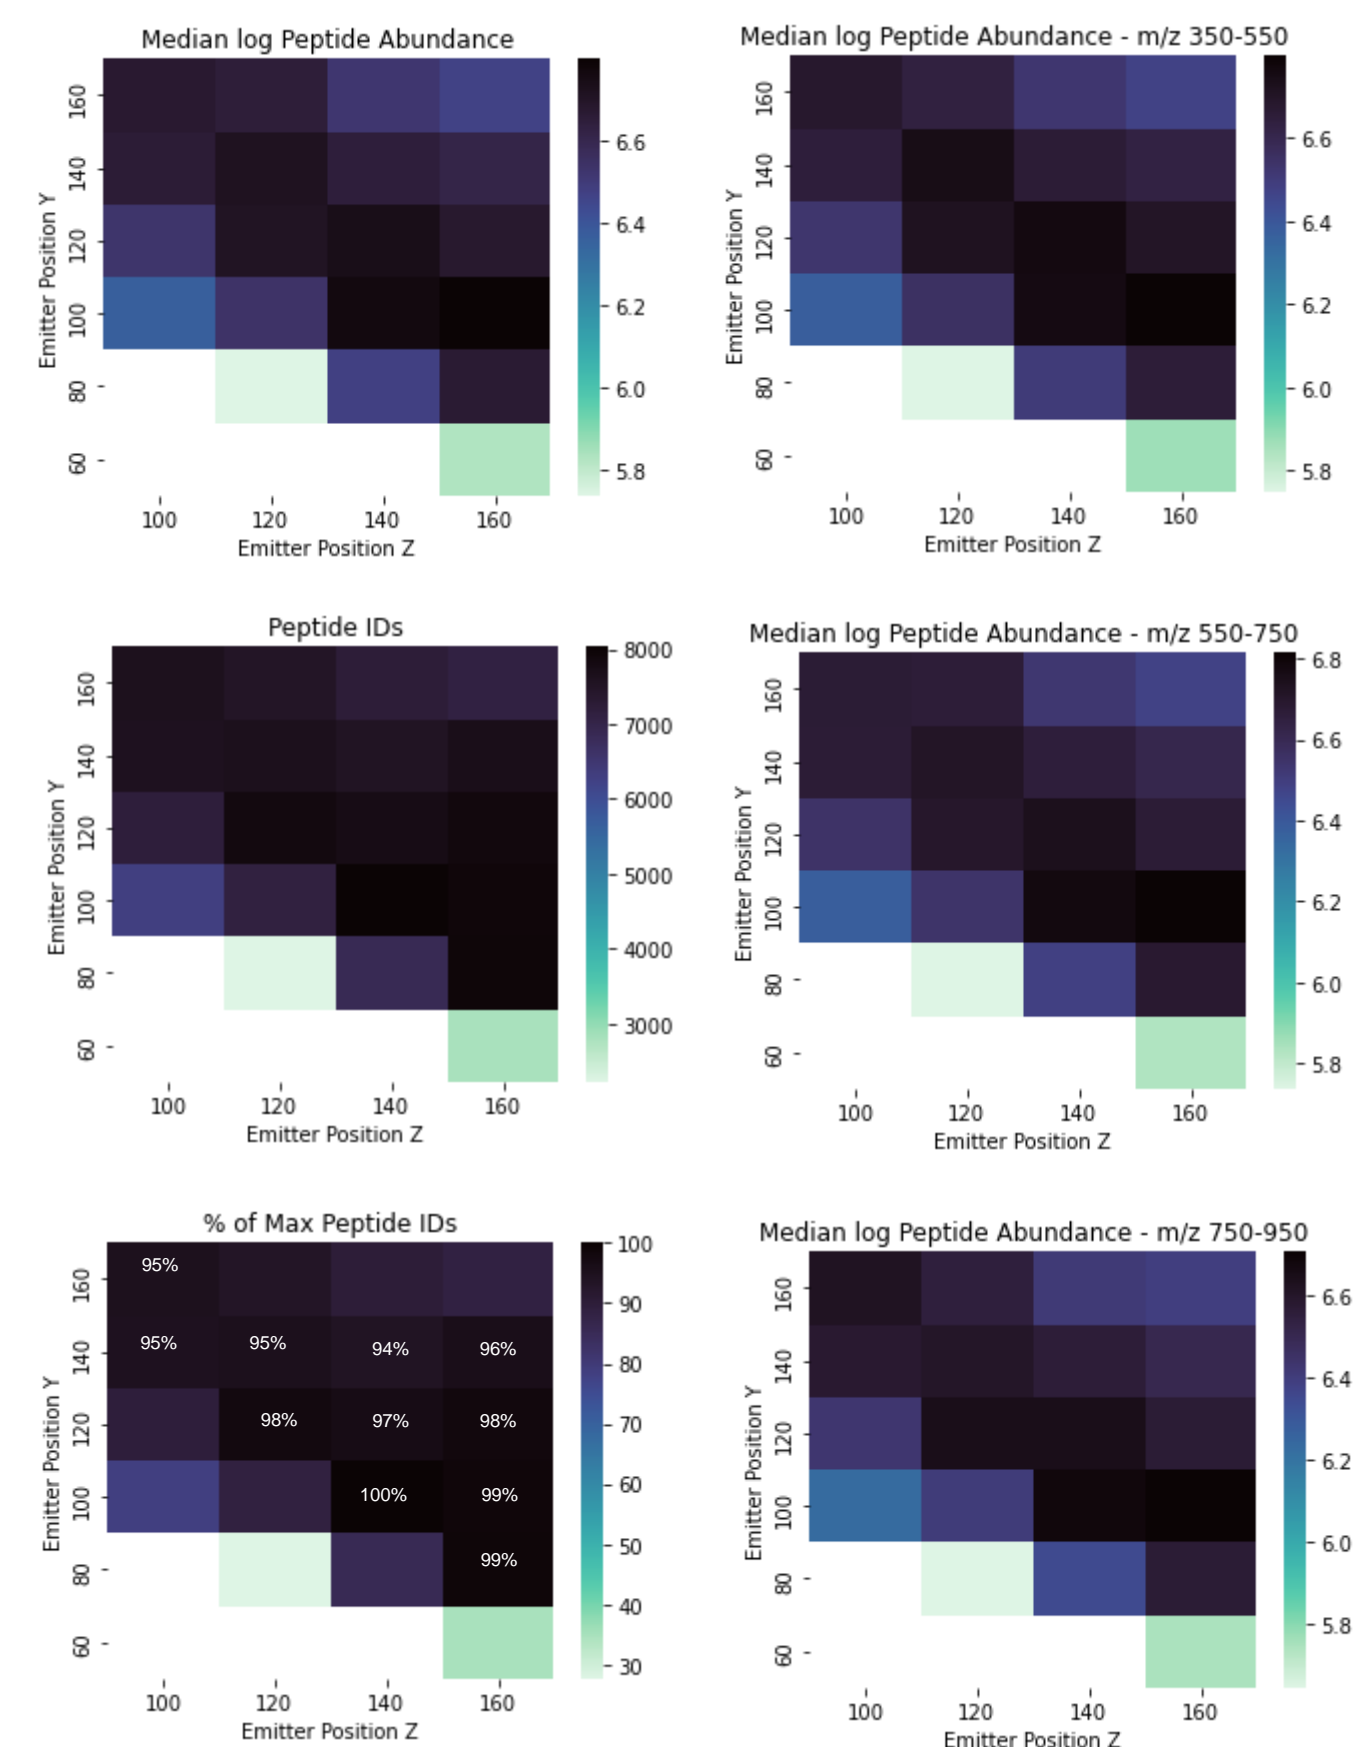 Median log Peptide Abundance
Emitter Position Y
160
140
120
100
80
60
100 120 140 160
Emitter Position Z
6.6
6.4
6.2
6.0
5.8
Median log Peptide Abundance - m/z 350-550
Emitter Position Y
160
140
120
100
80
60
100 120 140 160
Emitter Position Z
6.6
6.4
6.2
6.0
5.8
Peptide IDs
Emitter Position Y
160
140
120
100
80
60
100 120 140 160
Emitter Position Z
8000
7000
6000
5000
4000
3000
Median log Peptide Abundance - m/z 550-750
Emitter Position Y
160
140
120
100
80
60
100 120 140 160
Emitter Position Z
6.8
6.6
6.4
6.2
6.0
5.8
% of Max Peptide IDs
Emitter Position Y
160
140
120
100
80
60
95%
95% 95% 94% 96%
98% 97% 98%
100% 99%
99%
100 120 140 160
Emitter Position Z
100
90
80
70
60
50
40
30
Median log Peptide Abundance - m/z 750-950
Emitter Position Y
160
140
120
100
80
60
100 120 140 160
Emitter Position Z
6.6
6.4
6.2
6.0
5.8